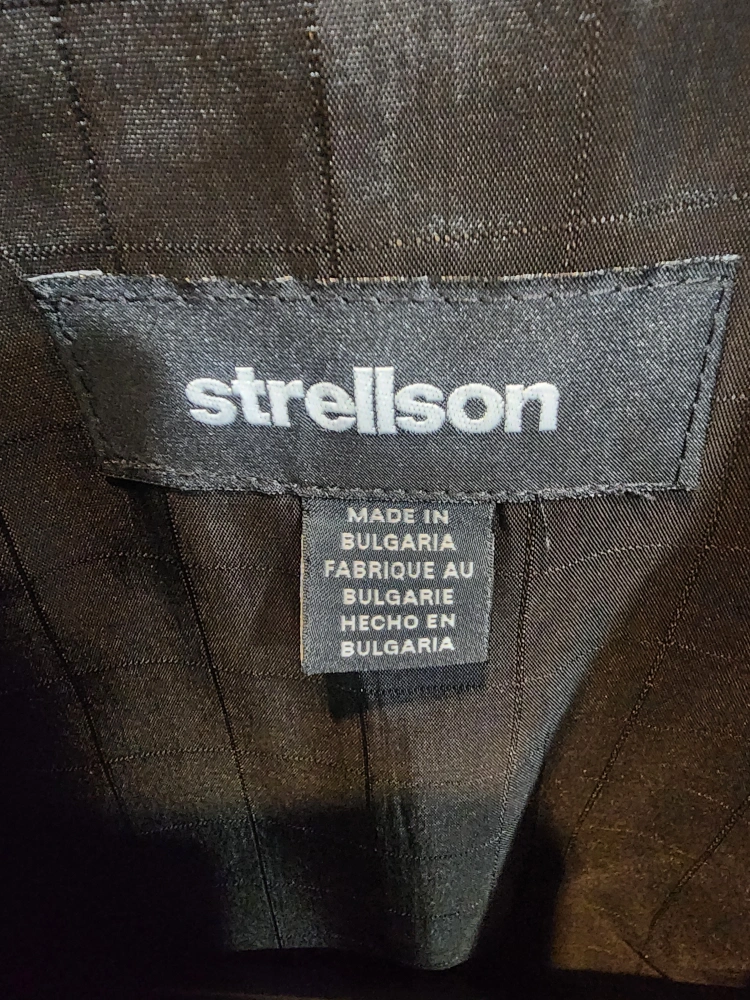 strellson
MADE IN
BULGARIA
FABRIQUE AU
BULGARIE
HECHO EN
BULGARIA